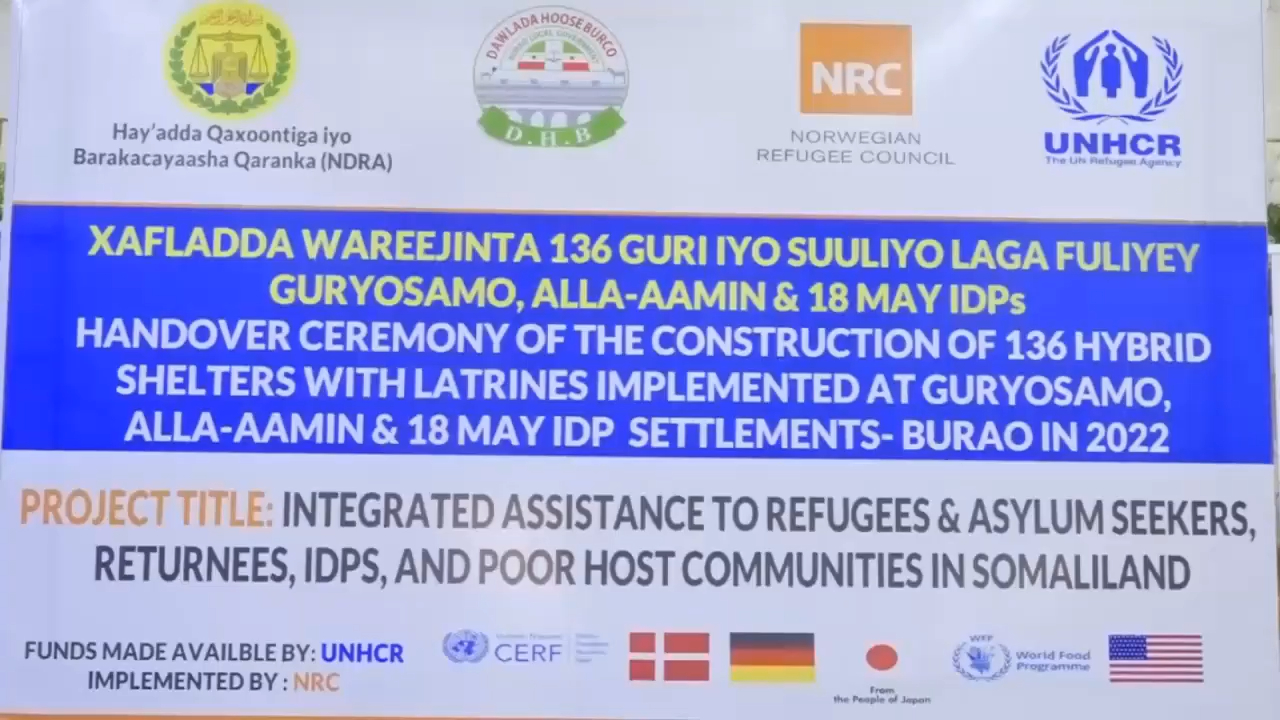 Hay'adda Qaxoontiga iyo
Barakacayaasha Qaranka (NDRA)
DAWLADA HOOSE BURCO
LOCAL GOVERNMENT
D.H.B
NRC
NORWEGIAN
REFUGEE COUNCIL
UNHCR
The UN Refugee Agency
XAFLADDA WAREEJINTA 136 GURI IYO SUULIYO LAGA FULIYEY
GURYOSAMO, ALLA-AAMIN & 18 MAY IDPs
HANDOVER CEREMONY OF THE CONSTRUCTION OF 136 HYBRID
SHELTERS WITH LATRINES IMPLEMENTED AT GURYOSAMO,
ALLA-AAMIN & 18 MAY IDP SETTLEMENTS- BURAO IN 2022
PROJECT TITLE: INTEGRATED ASSISTANCE TO REFUGEES & ASYLUM SEEKERS,
RETURNEES, IDPS, AND POOR HOST COMMUNITIES IN SOMALILAND
FUNDS MADE AVAILBLE BY: UNHCR
IMPLEMENTED BY : NRC
CERF
From
the People of Japan
WFP
World Food
Programme